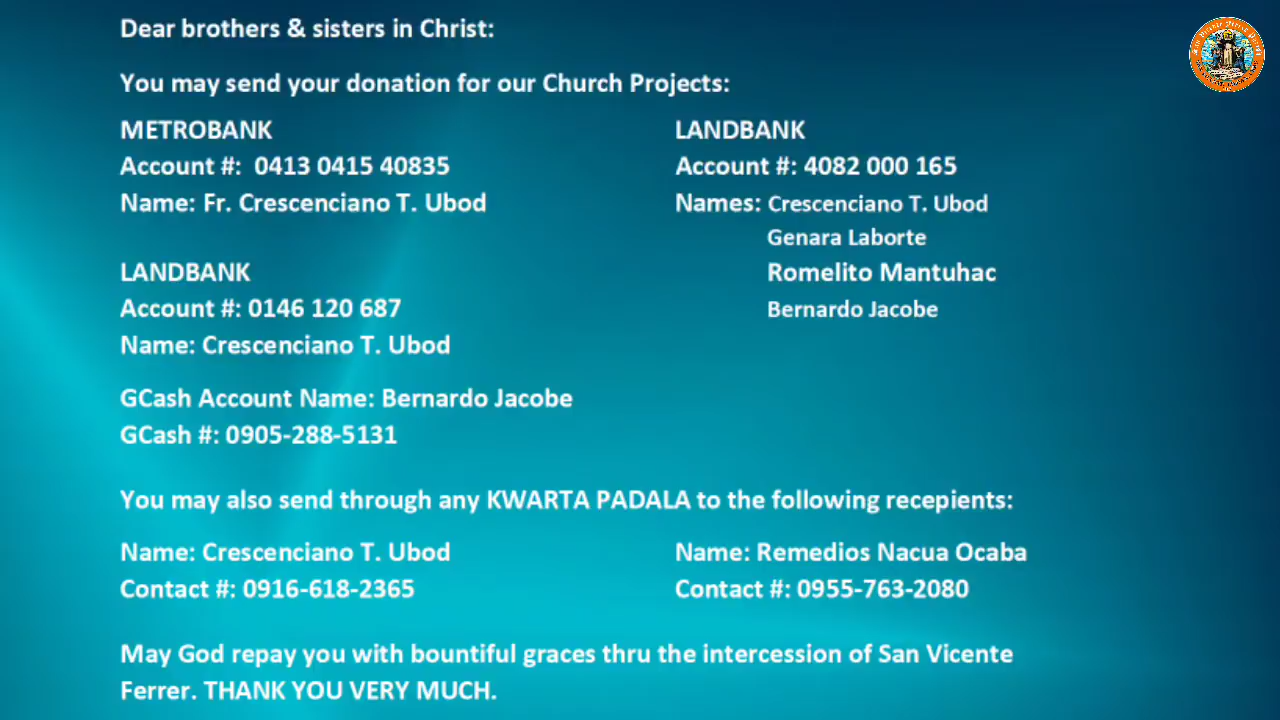 Dear brothers & sisters in Christ:
You may send your donation for our Church Projects:
METROBANK
Account #: 0413 0415 40835
Name: Fr. Crescenciano T. Ubod
LANDBANK
Account #: 4082 000 165
Names: Crescenciano T. Ubod
Genara Laborte
Romelito Mantuhac
Bernardo Jacobe
LANDBANK
Account #: 0146 120 687
Name: Crescenciano T. Ubod
GCash Account Name: Bernardo Jacobe
GCash #: 0905-288-5131
You may also send through any KWARTA PADALA to the following recepients:
Name: Crescenciano T. Ubod
Contact #: 0916-618-2365
Name: Remedios Nacua Ocaba
Contact #: 0955-763-2080
May God repay you with bountiful graces thru the intercession of San Vicente
Ferrer. THANK YOU VERY MUCH.